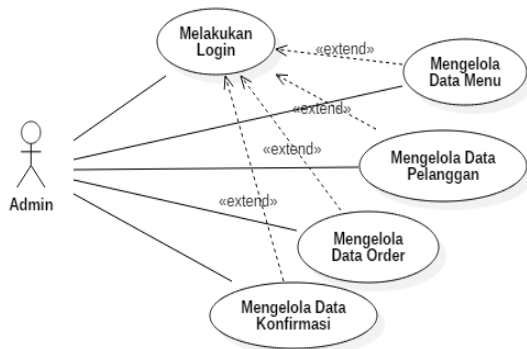 Melakukan
Login
«extend»
Mengelola
Data Menu
«extend»
«extend»
Mengelola Data
Pelanggan
Admin
«extend»
Mengelola
Data Order
Mengelola Data
Konfirmasi